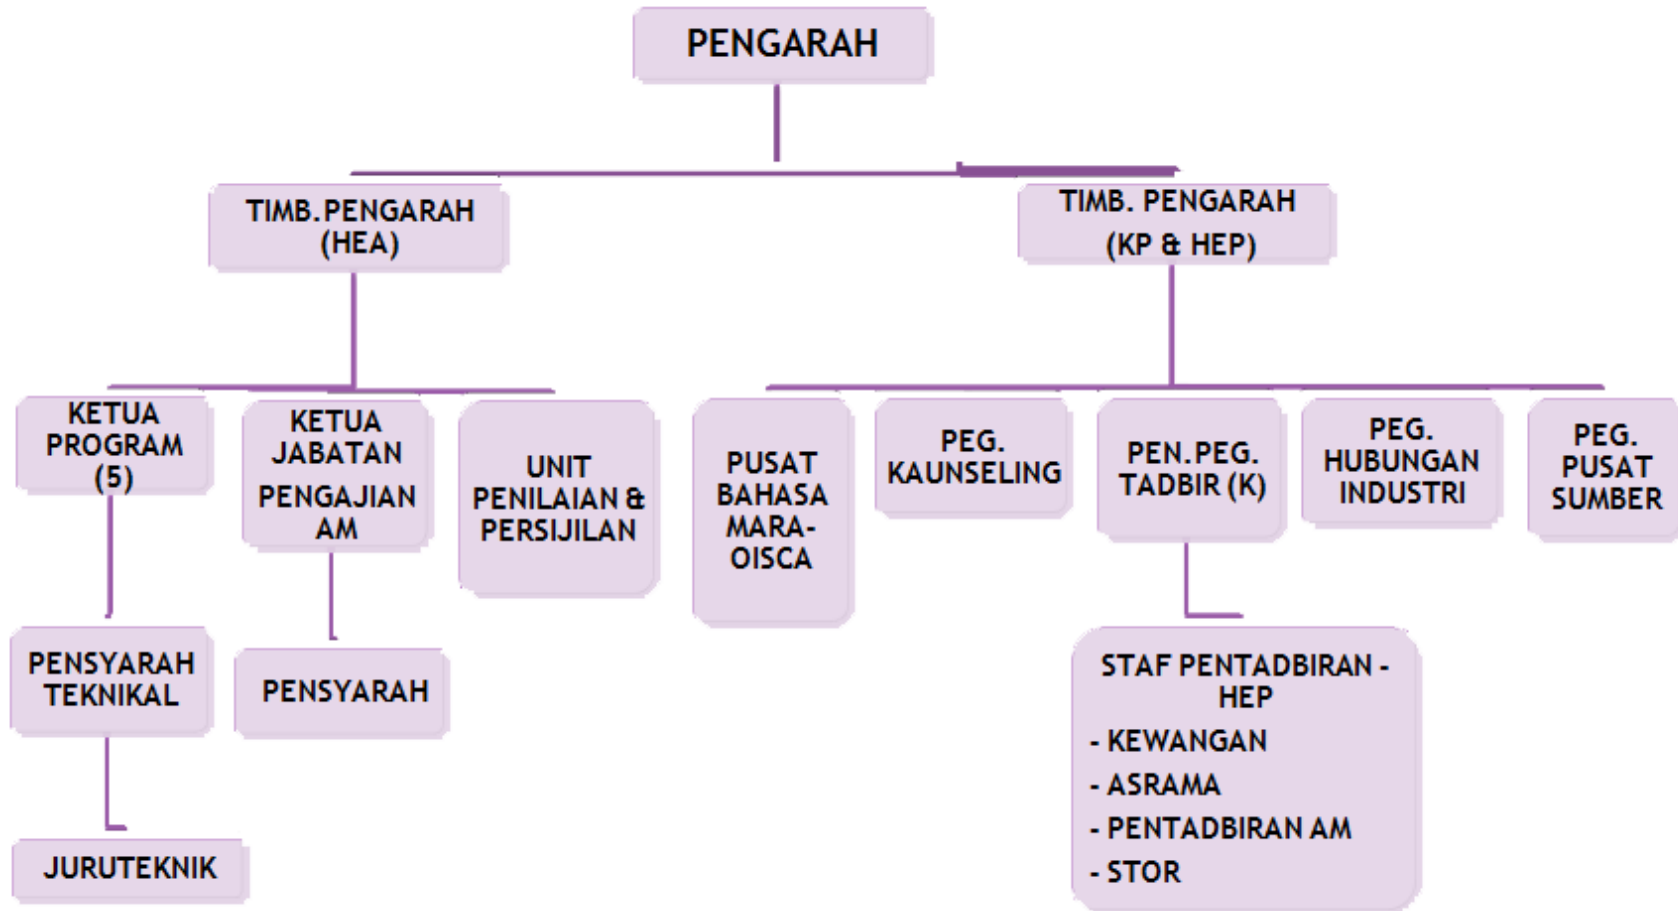 PENGARAH
TIMB.PENGARAH
(HEA)
TIMB. PENGARAH
(KP & HEP)
KETUA
PROGRAM
(5)
KETUA
JABATAN
PENGAJIAN
AM
UNIT
PENILAIAN &
PERSIJILAN
PUSAT
BAHASA
MARA-
OISCA
PEG.
KAUNSELING
PEN.PEG.
TADBIR (K)
PEG.
HUBUNGAN
INDUSTRI
PEG.
PUSAT
SUMBER
PENSYARAH
TEKNIKAL
PENSYARAH
STAF PENTADBIRAN -
HEP
- KEWANGAN
- ASRAMA
- PENTADBIRAN AM
- STOR
JURUTEKNIK